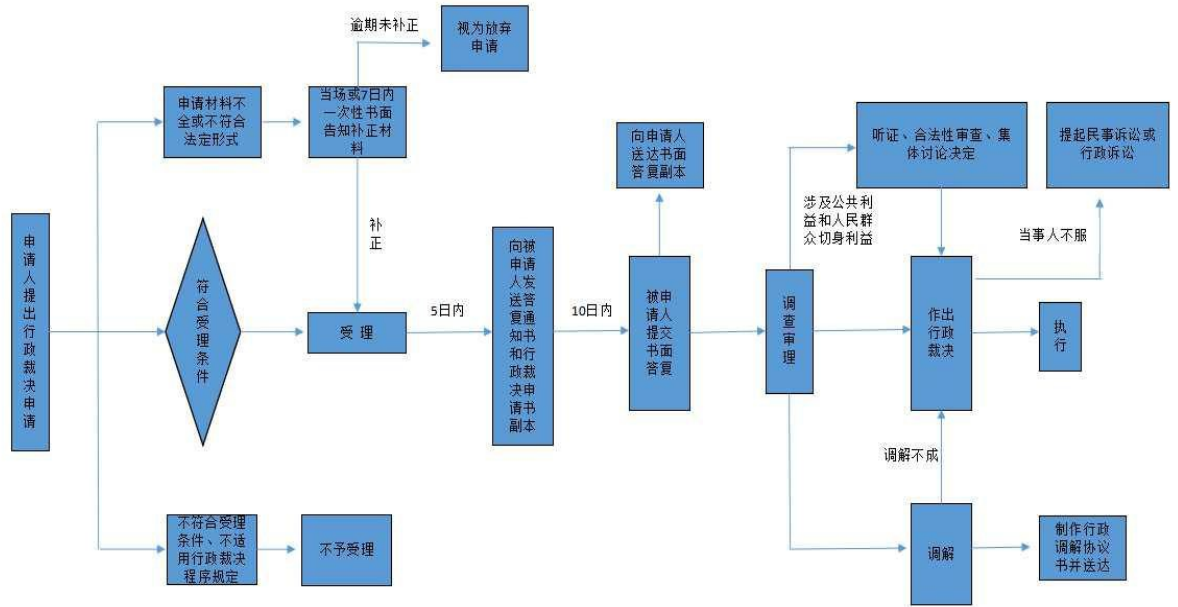 逾期未补正
视为放弃
申请
申请材料不
全或不符合
法定形式
当场或7日内
一次性书面
告知补正材
料
向申请人
送达书面
答复副本
听证、合法性审查、集
体讨论决定
提起民事诉讼或
行政诉讼
补
正
涉及公共利
益和人民群
众切身利益
当事人不服
申
请
人
提
出
行
政
裁
决
申
请
符
合
受
理
条
件
受 理
5日内
向被
申请
人发
送答
复通
知书
和行
政裁
决申
请书
副本
10日内
被申
请人
提交
书面
答复
调
查
审
理
作出
行政
裁决
执
行
调解不成
不符合受理
条件、不适
用行政裁决
程序规定
不予受理
调解
制作行政
调解协议
书并送达